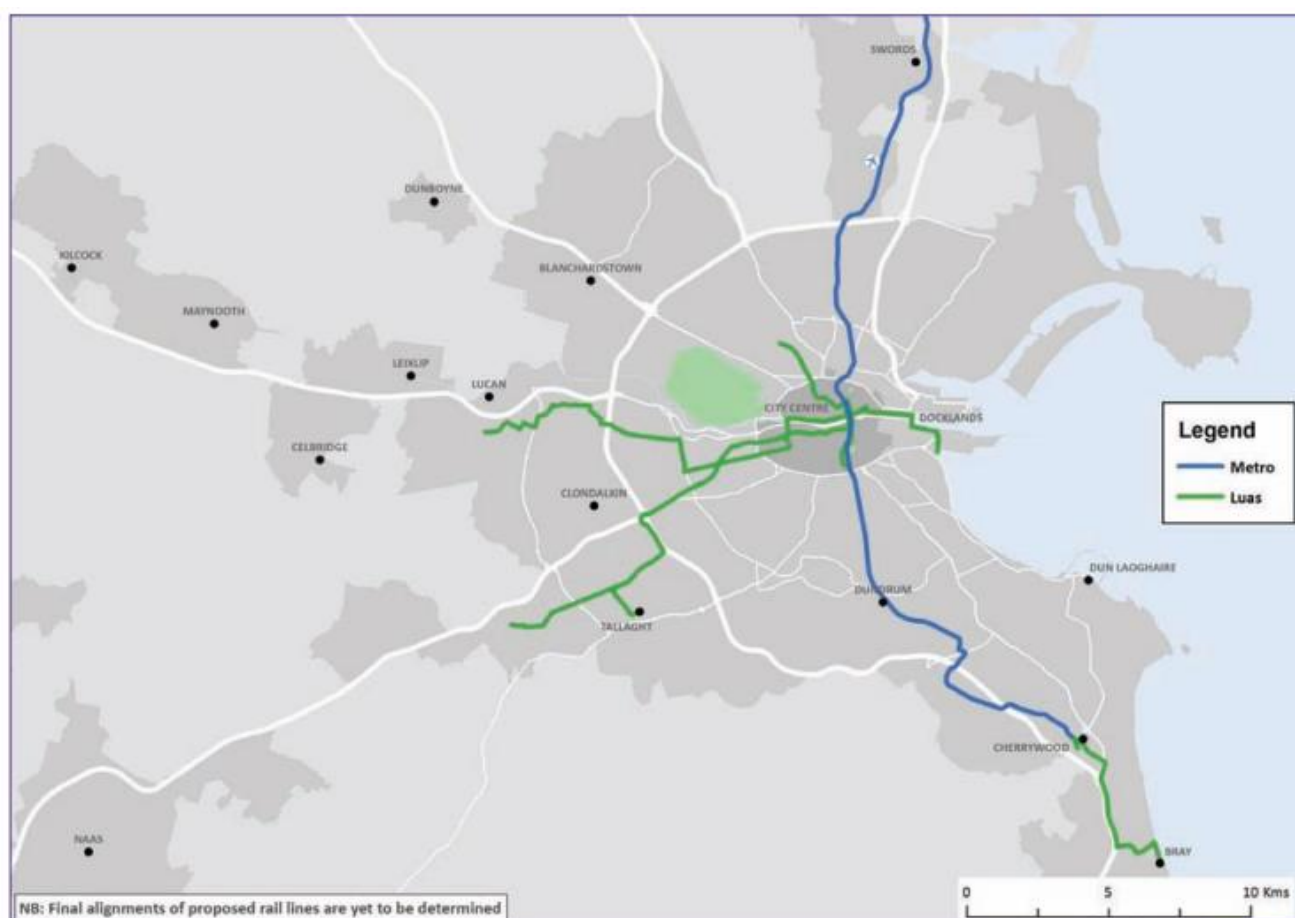 SWORDS
DUNBOYNE
KILCOCK
BLANCHARDSTOWN
MAYNOOTH
LEIXLIP
LUCAN
CITY CENTRE
DOCKLANDS
CELBRIDGE
Legend
Metro
Luas
CLONDALKIN
DUN LAOGHAIRE
DUNDRUM
TALLAGHT
CHERRYWOOD
NAAS
BRAY
0 5 10 Kms
NB: Final alignments of proposed rail lines are yet to be determined